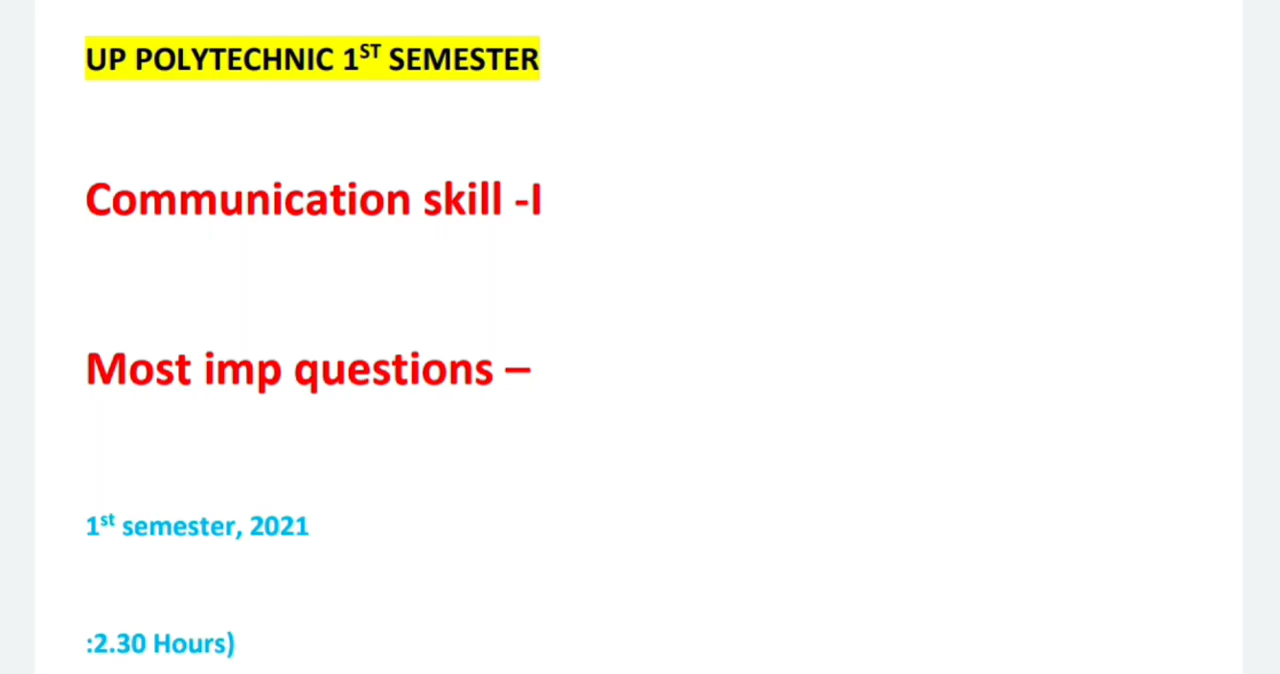 UP POLYTECHNIC 1ST SEMESTER
Communication skill -I
Most imp questions –
1st semester, 2021
:2.30 Hours)